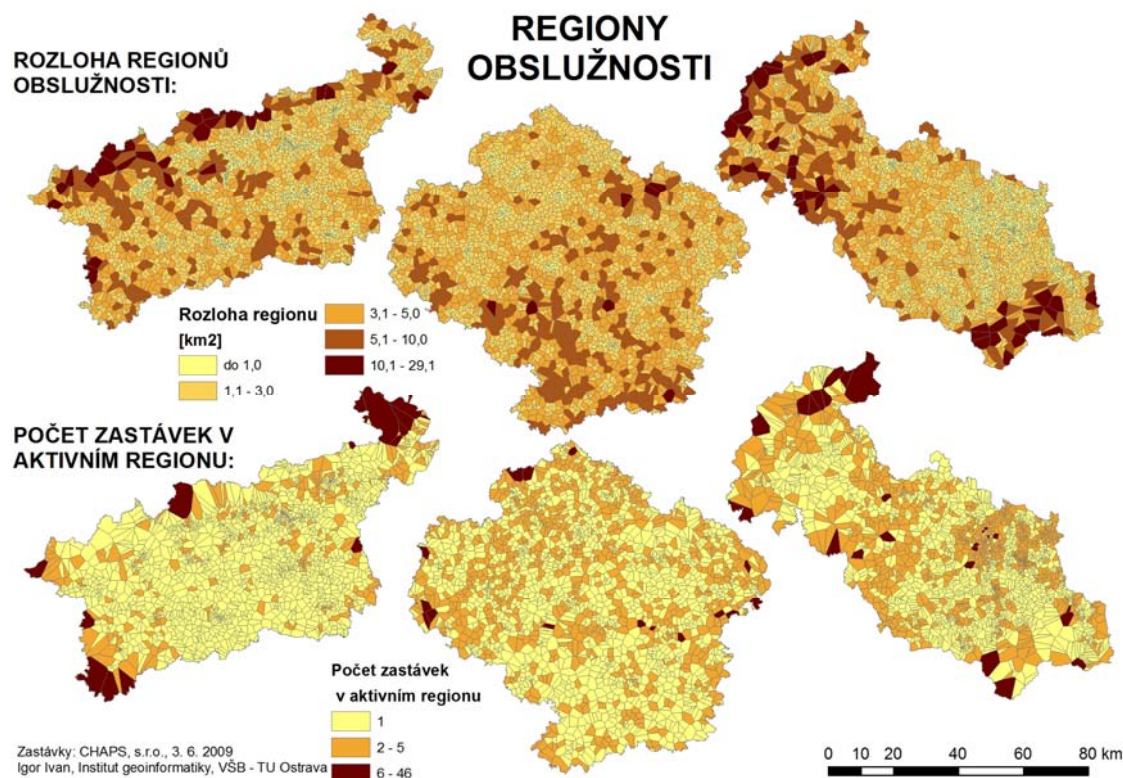 REGIONY
OBSLUŽNOSTI
ROZLOHA REGIONŮ
OBSLUŽNOSTI:
Rozloha regionu
[km2]
do 1,0
1,1 - 3,0
3,1 - 5,0
5,1 - 10,0
10,1 - 29,1
POČET ZASTÁVEK V
AKTIVNÍM REGIONU:
Počet zastávek
v aktivním regionu
1
2 - 5
6 - 46
Zastávky: CHAPS, s.r.o., 3. 6. 2009
Igor Ivan, Institut geoinformatiky, VŠB - TU Ostrava
0 10 20 40 60 80 km